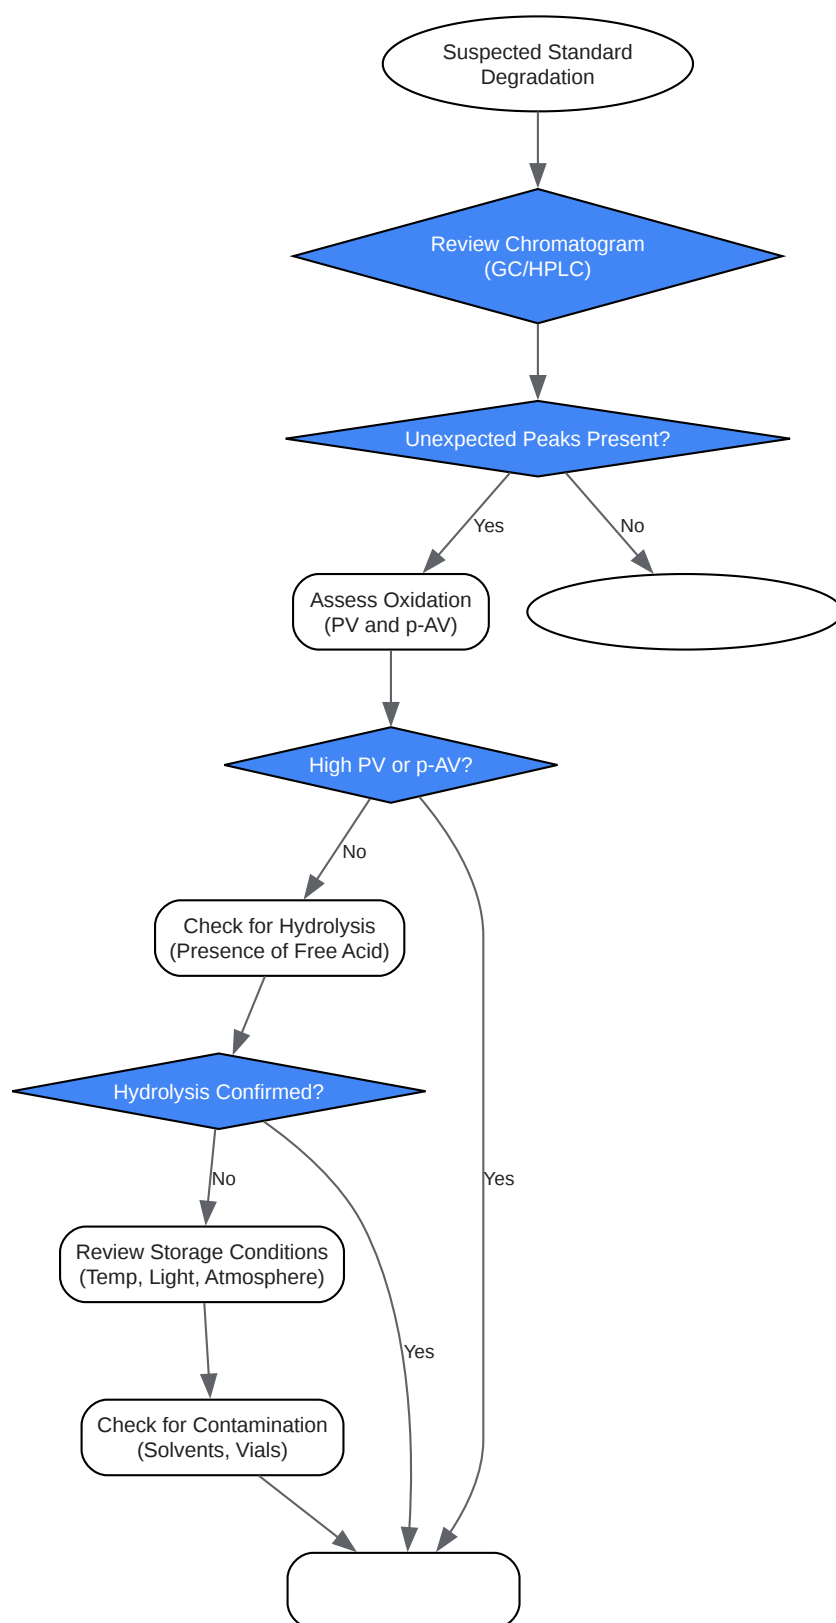 Suspected Standard
Degradation
Review Chromatogram
(GC/HPLC)
Unexpected Peaks Present?
Yes
No
Assess Oxidation
(PV and p-AV)
High PV or p-AV?
No
Check for Hydrolysis
(Presence of Free Acid)
Hydrolysis Confirmed?
No
Yes
Review Storage Conditions
(Temp, Light, Atmosphere)
Yes
Check for Contamination
(Solvents, Vials)